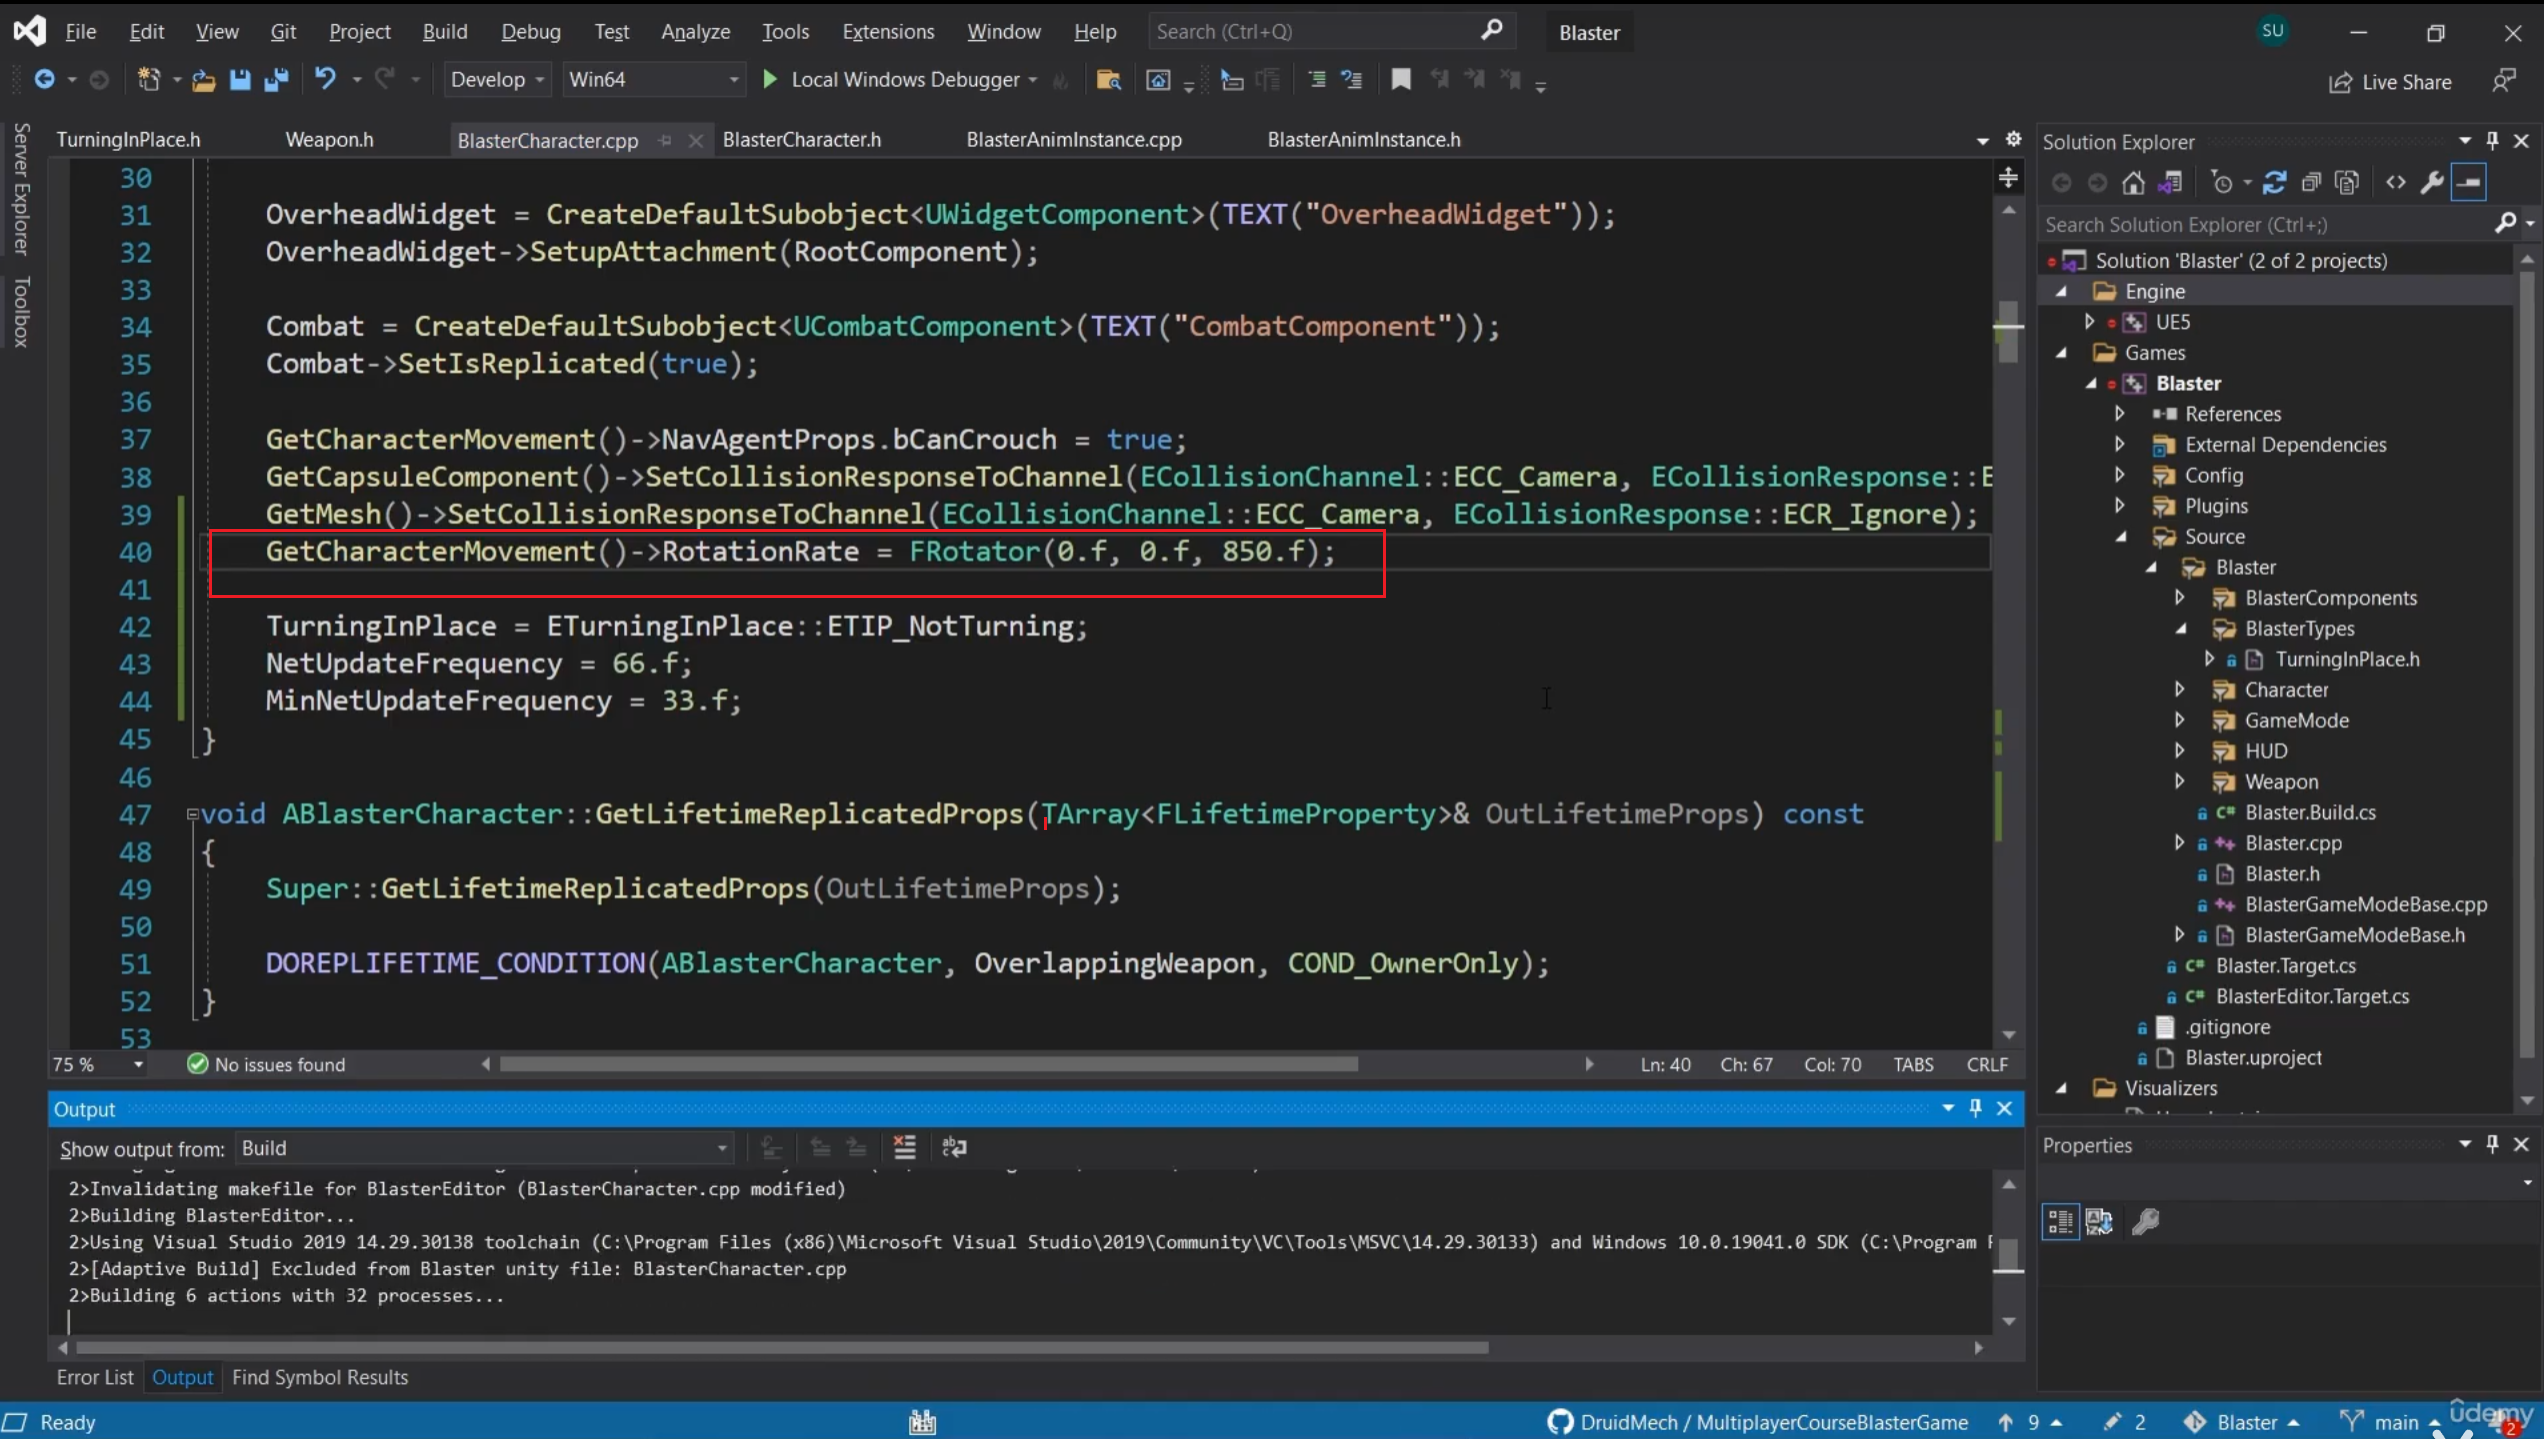 File Edit View Git Project Build Debug Test Analyze Tools Extensions Window Help Search (Ctrl+Q) Blaster SU
Develop Win64 Local Windows Debugger Live Share
Server Explorer
Toolbox
TurningInPlace.h Weapon.h BlasterCharacter.cpp BlasterCharacter.h BlasterAnimInstance.cpp BlasterAnimInstance.h
30
31 OverheadWidget = CreateDefaultSubobject<UWidgetComponent>(TEXT("OverheadWidget"));
32 OverheadWidget->SetupAttachment(RootComponent);
33
34 Combat = CreateDefaultSubobject<UCombatComponent>(TEXT("CombatComponent"));
35 Combat->SetIsReplicated(true);
36
37 GetCharacterMovement()->NavAgentProps.bCanCrouch = true;
38 GetCapsuleComponent()->SetCollisionResponseToChannel(ECollisionChannel::ECC_Camera, ECollisionResponse::E
39 GetMesh()->SetCollisionResponseToChannel(ECollisionChannel::ECC_Camera, ECollisionResponse::ECR_Ignore);
40 GetCharacterMovement()->RotationRate = FRotator(0.f, 0.f, 850.f);
41
42 TurningInPlace = ETurningInPlace::ETIP_NotTurning;
43 NetUpdateFrequency = 66.f;
44 MinNetUpdateFrequency = 33.f;
45 }
46
47 void ABlasterCharacter::GetLifetimeReplicatedProps(TArray<FLifetimeProperty>& OutLifetimeProps) const
48 {
49 Super::GetLifetimeReplicatedProps(OutLifetimeProps);
50
51 DOREPLIFETIME_CONDITION(ABlasterCharacter, OverlappingWeapon, COND_OwnerOnly);
52 }
53
75 % No issues found Ln: 40 Ch: 67 Col: 70 TABS CRLF
Output
Show output from: Build
2>Invalidating makefile for BlasterEditor (BlasterCharacter.cpp modified)
2>Building BlasterEditor...
2>Using Visual Studio 2019 14.29.30138 toolchain (C:\Program Files (x86)\Microsoft Visual Studio\2019\Community\VC\Tools\MSVC\14.29.30133) and Windows 10.0.19041.0 SDK (C:\Program F
2>[Adaptive Build] Excluded from Blaster unity file: BlasterCharacter.cpp
2>Building 6 actions with 32 processes...
Error List Output Find Symbol Results
Solution Explorer
Search Solution Explorer (Ctrl+;)
Solution 'Blaster' (2 of 2 projects)
Engine
UE5
Games
Blaster
References
External Dependencies
Config
Plugins
Source
Blaster
BlasterComponents
BlasterTypes
TurningInPlace.h
Character
GameMode
HUD
Weapon
Blaster.Build.cs
Blaster.cpp
Blaster.h
BlasterGameModeBase.cpp
BlasterGameModeBase.h
Blaster.Target.cs
BlasterEditor.Target.cs
.gitignore
Blaster.uproject
Visualizers
Properties
Ready DruidMech / MultiplayerCourseBlasterGame 9 2 Blaster main 2
ûdemy